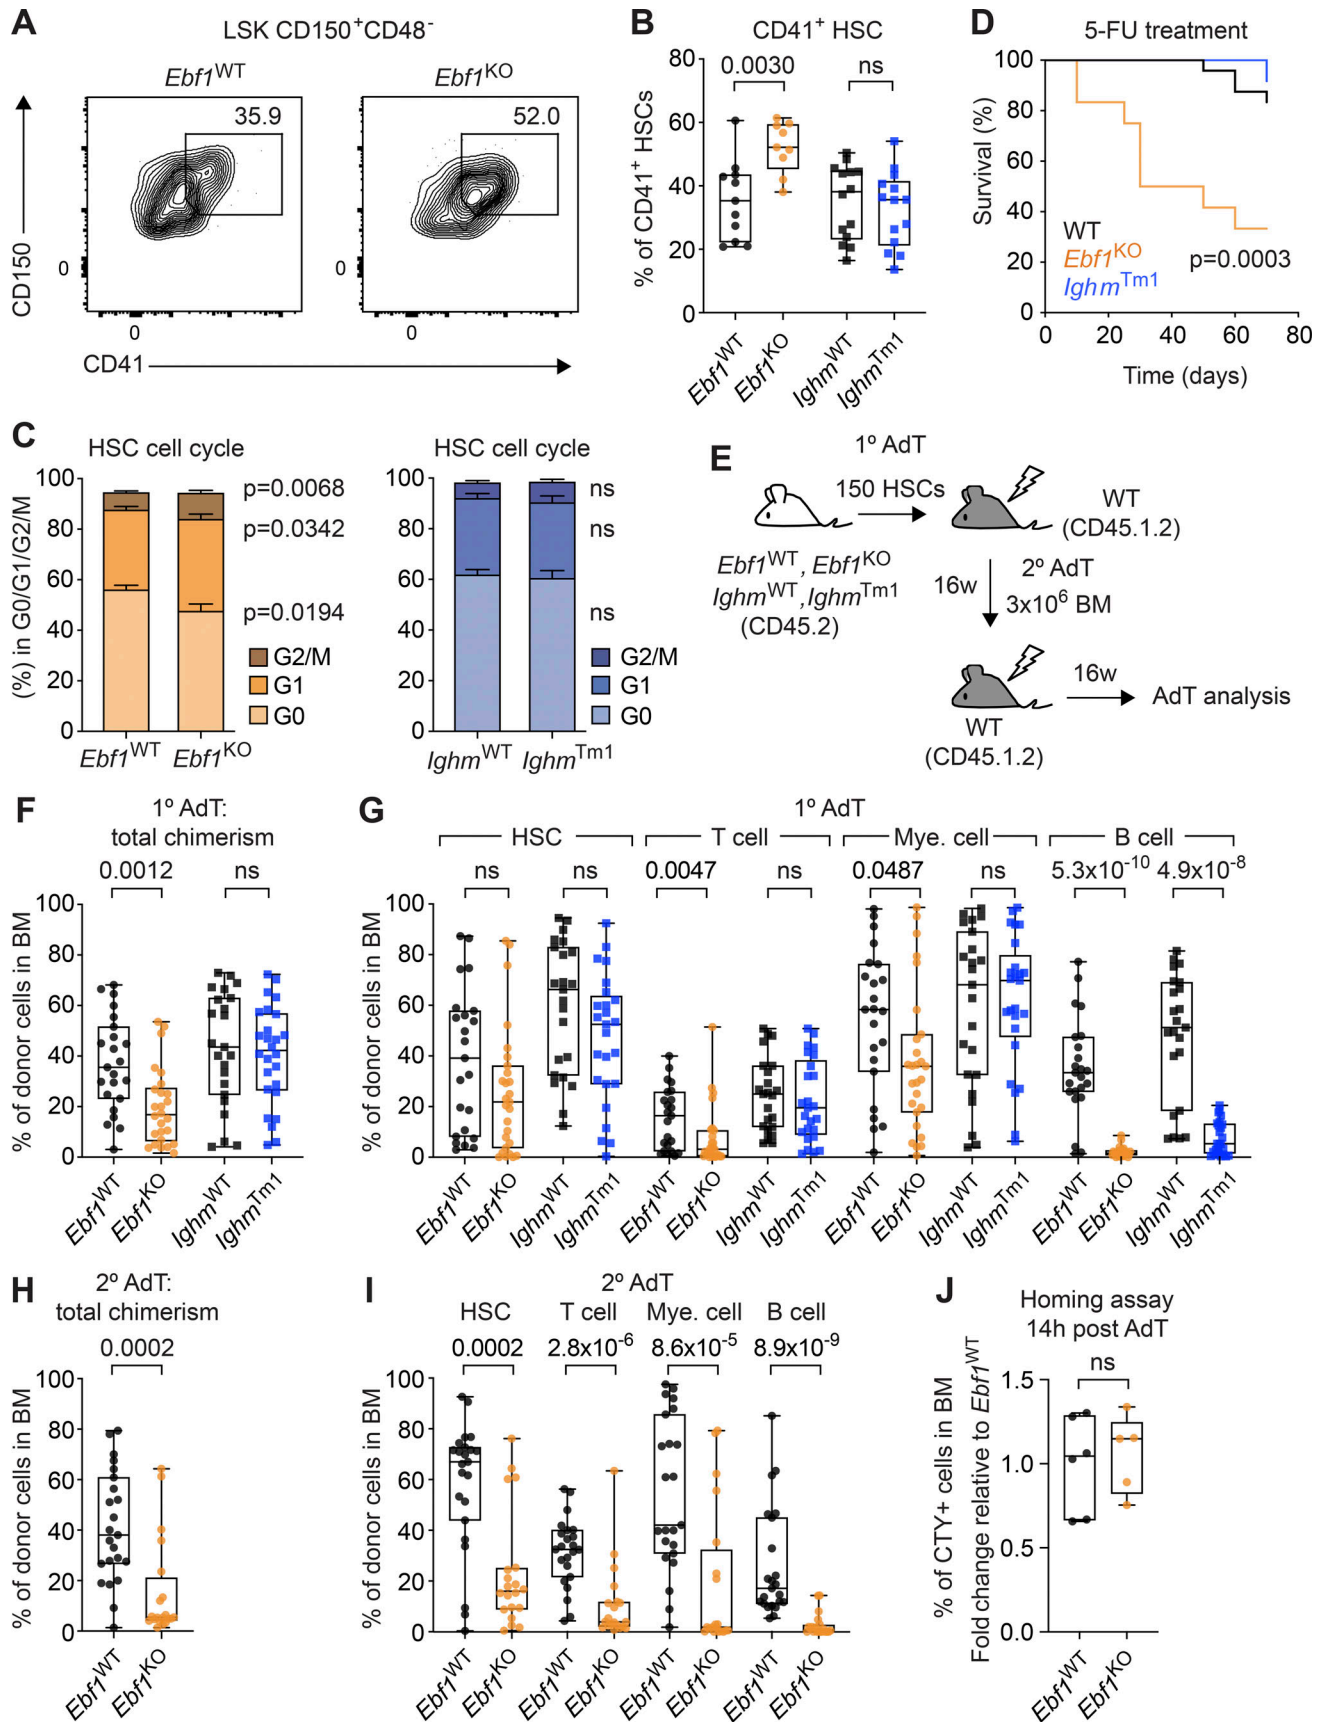 A
LSK CD150⁺CD48⁻
Ebf1ᵂᵀ
Ebf1ᴷᴼ
35.9
52.0
CD150
0
0
0
0
CD41
B
CD41⁺ HSC
0.0030
ns
% of CD41⁺ HSCs
80
60
40
20
0
Ebf1ᵂᵀ
Ebf1ᴷᴼ
Ighmᵂᵀ
Ighmᵀᵐ¹
D
5-FU treatment
Survival (%)
100
80
60
40
20
0
WT
Ebf1ᴷᴼ
Ighmᵀᵐ¹
p=0.0003
0 20 40 60 80
Time (days)
C
HSC cell cycle
(%) in G0/G1/G2/M
100
80
60
40
20
0
p=0.0068
p=0.0342
p=0.0194
G2/M
G1
G0
Ebf1ᵂᵀ Ebf1ᴷᴼ
HSC cell cycle
100
80
60
40
20
0
ns
ns
ns
G2/M
G1
G0
Ighmᵂᵀ Ighmᵀᵐ¹
E
1º AdT
150 HSCs
WT
(CD45.1.2)
Ebf1ᵂᵀ, Ebf1ᴷᴼ
Ighmᵂᵀ,Ighmᵀᵐ¹
(CD45.2)
16w
2º AdT
3x10⁶ BM
16w
AdT analysis
WT
(CD45.1.2)
F
1º AdT:
total chimerism
0.0012
ns
% of donor cells in BM
100
80
60
40
20
0
Ebf1ᵂᵀ
Ebf1ᴷᴼ
Ighmᵂᵀ
Ighmᵀᵐ¹
G
1º AdT
HSC
T cell
Mye. cell
B cell
ns
ns
0.0047
ns
0.0487
ns
5.3x10⁻¹⁰
4.9x10⁻⁸
% of donor cells in BM
100
80
60
40
20
0
Ebf1ᵂᵀ
Ebf1ᴷᴼ
Ighmᵂᵀ
Ighmᵀᵐ¹
Ebf1ᵂᵀ
Ebf1ᴷᴼ
Ighmᵂᵀ
Ighmᵀᵐ¹
Ebf1ᵂᵀ
Ebf1ᴷᴼ
Ighmᵂᵀ
Ighmᵀᵐ¹
Ebf1ᵂᵀ
Ebf1ᴷᴼ
Ighmᵂᵀ
Ighmᵀᵐ¹
H
2º AdT:
total chimerism
0.0002
% of donor cells in BM
100
80
60
40
20
0
Ebf1ᵂᵀ
Ebf1ᴷᴼ
I
2º AdT
HSC
T cell
Mye. cell
B cell
0.0002
2.8x10⁻⁶
8.6x10⁻⁵
8.9x10⁻⁹
% of donor cells in BM
100
80
60
40
20
0
Ebf1ᵂᵀ
Ebf1ᴷᴼ
Ebf1ᵂᵀ
Ebf1ᴷᴼ
Ebf1ᵂᵀ
Ebf1ᴷᴼ
Ebf1ᵂᵀ
Ebf1ᴷᴼ
J
Homing assay
14h post AdT
ns
% of CTY+ cells in BM
Fold change relative to Ebf1ᵂᵀ
1.5
1.0
0.5
0.0
Ebf1ᵂᵀ
Ebf1ᴷᴼ